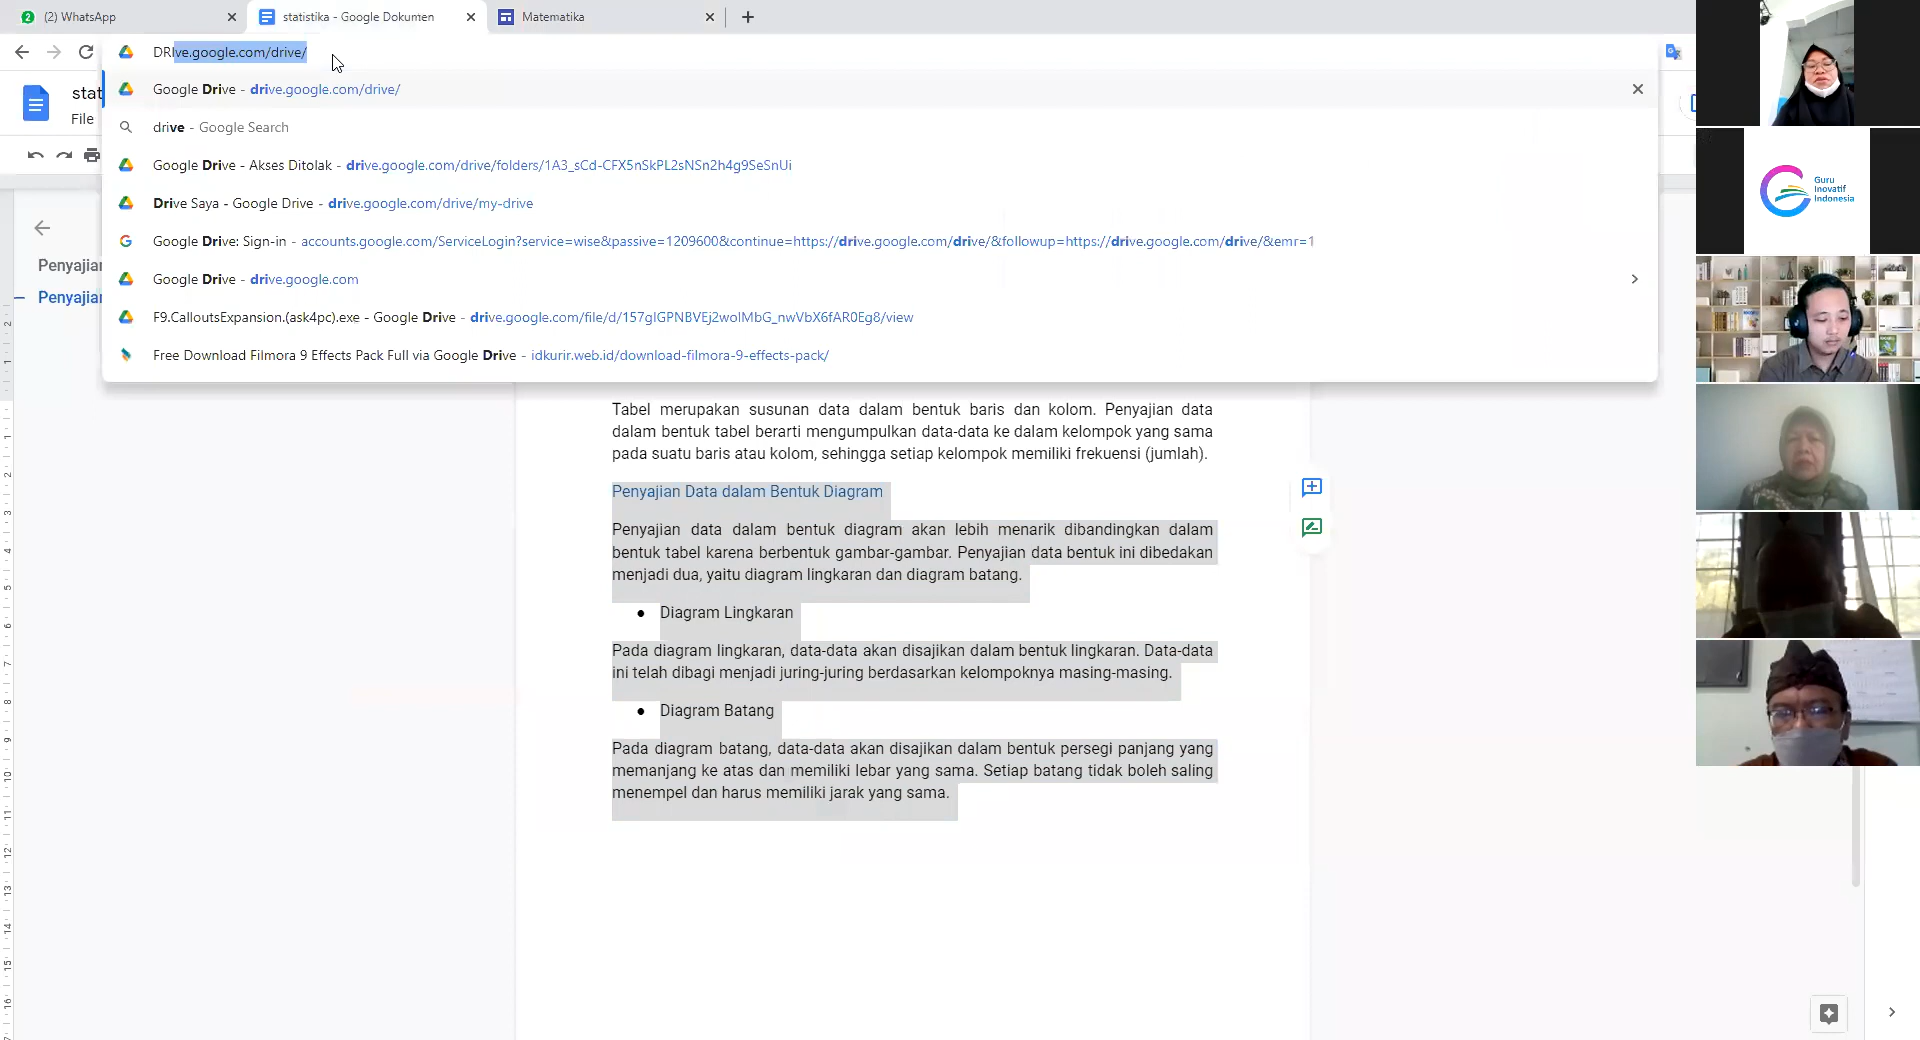 (2) WhatsApp
statistika - Google Dokumen
Matematika
DRIve.google.com/drive/
Google Drive - drive.google.com/drive/
drive - Google Search
Google Drive - Akses Ditolak - drive.google.com/drive/folders/1A3_sCd-CFX5nSkPL2sNSn2h4g9SeSnUi
Drive Saya - Google Drive - drive.google.com/drive/my-drive
Google Drive: Sign-in - accounts.google.com/ServiceLogin?service=wise&passive=1209600&continue=https://drive.google.com/drive/&followup=https://drive.google.com/drive/&emr=1
Google Drive - drive.google.com
F9.CalloutsExpansion.(ask4pc).exe - Google Drive - drive.google.com/file/d/157glGPNBVEj2wolMbG_nwVbX6fAR0Eg8/view
Free Download Filmora 9 Effects Pack Full via Google Drive - idkurir.web.id/download-filmora-9-effects-pack/
stat
File
Penyajian
Penyajian
Tabel merupakan susunan data dalam bentuk baris dan kolom. Penyajian data
dalam bentuk tabel berarti mengumpulkan data-data ke dalam kelompok yang sama
pada suatu baris atau kolom, sehingga setiap kelompok memiliki frekuensi (jumlah).
Penyajian Data dalam Bentuk Diagram
Penyajian data dalam bentuk diagram akan lebih menarik dibandingkan dalam
bentuk tabel karena berbentuk gambar-gambar. Penyajian data bentuk ini dibedakan
menjadi dua, yaitu diagram lingkaran dan diagram batang.
● Diagram Lingkaran
Pada diagram lingkaran, data-data akan disajikan dalam bentuk lingkaran. Data-data
ini telah dibagi menjadi juring-juring berdasarkan kelompoknya masing-masing.
● Diagram Batang
Pada diagram batang, data-data akan disajikan dalam bentuk persegi panjang yang
memanjang ke atas dan memiliki lebar yang sama. Setiap batang tidak boleh saling
menempel dan harus memiliki jarak yang sama.
Guru
Inovatif
Indonesia